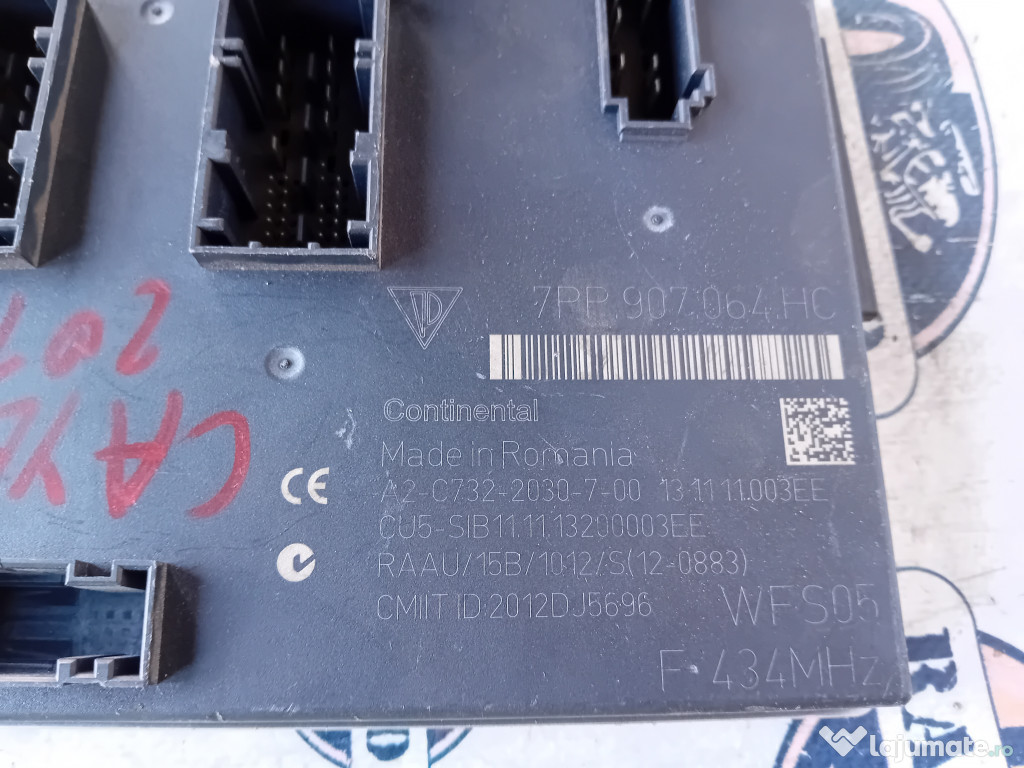 7PP.907.064.HC
Continental
Made in Romania
A2-C732-2030-7-00 13.11.11.003EE
CU5-SIB11.11.13200003EE
RAAU/15B/1012/S(12-0883)
CMIIT ID:2012DJ5696
WFS05
F 434MHz
CE
lajumate.ro